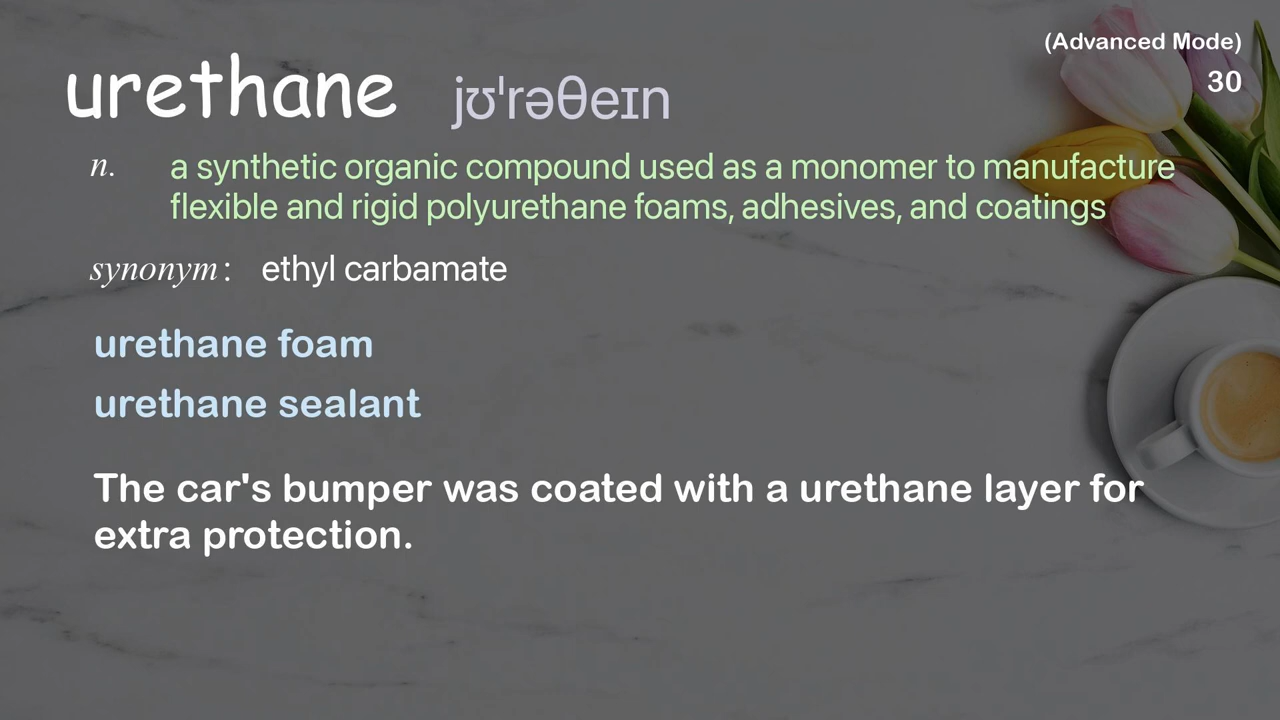 (Advanced Mode)
30
urethane jʊˈrəθeɪn
n. a synthetic organic compound used as a monomer to manufacture
flexible and rigid polyurethane foams, adhesives, and coatings
synonym: ethyl carbamate
urethane foam
urethane sealant
The car's bumper was coated with a urethane layer for
extra protection.